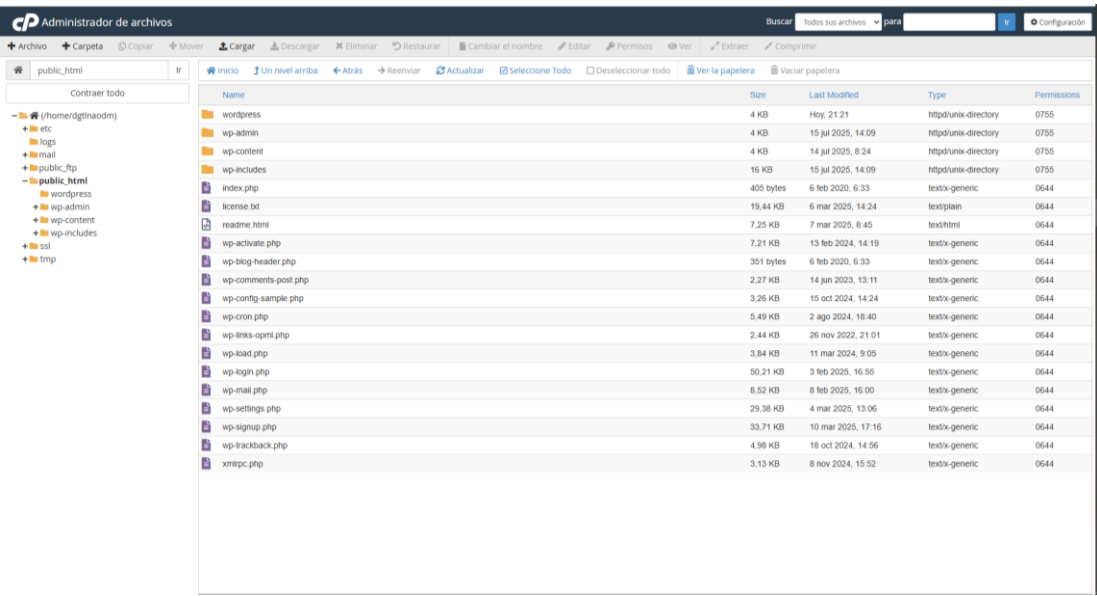 cP Administrador de archivos Buscar Todos sus archivos para Ir Configuración
Archivo Carpeta Copiar Mover Cargar Descargar Eliminar Restaurar Cambiar el nombre Editar Permisos Ver Extraer Comprimir
public_html Ir Inicio Un nivel arriba Atrás Reenviar Actualizar Seleccione Todo Deseleccionar todo Ver la papelera Vaciar papelera
Contraer todo
(/home/dgtlnaodm)
etc
logs
mail
public_ftp
public_html
wordpress
wp-admin
wp-content
wp-includes
ssl
tmp
Name Size Last Modified Type Permissions
wordpress 4 KB Hoy, 21:21 httpd/unix-directory 0755
wp-admin 4 KB 15 jul 2025, 14:09 httpd/unix-directory 0755
wp-content 4 KB 14 jul 2025, 8:24 httpd/unix-directory 0755
wp-includes 16 KB 15 jul 2025, 14:09 httpd/unix-directory 0755
index.php 405 bytes 6 feb 2020, 6:33 text/x-generic 0644
license.txt 19,44 KB 6 mar 2025, 14:24 text/plain 0644
readme.html 7,25 KB 7 mar 2025, 8:45 text/html 0644
wp-activate.php 7,21 KB 13 feb 2024, 14:19 text/x-generic 0644
wp-blog-header.php 351 bytes 6 feb 2020, 6:33 text/x-generic 0644
wp-comments-post.php 2,27 KB 14 jun 2023, 13:11 text/x-generic 0644
wp-config-sample.php 3,26 KB 15 oct 2024, 14:24 text/x-generic 0644
wp-cron.php 5,49 KB 2 ago 2024, 18:40 text/x-generic 0644
wp-links-opml.php 2,44 KB 26 nov 2022, 21:01 text/x-generic 0644
wp-load.php 3,84 KB 11 mar 2024, 9:05 text/x-generic 0644
wp-login.php 50,21 KB 3 feb 2025, 16:55 text/x-generic 0644
wp-mail.php 8,52 KB 8 feb 2025, 16:00 text/x-generic 0644
wp-settings.php 29,38 KB 4 mar 2025, 13:06 text/x-generic 0644
wp-signup.php 33,71 KB 10 mar 2025, 17:16 text/x-generic 0644
wp-trackback.php 4,98 KB 18 oct 2024, 14:56 text/x-generic 0644
xmlrpc.php 3,13 KB 8 nov 2024, 15:52 text/x-generic 0644